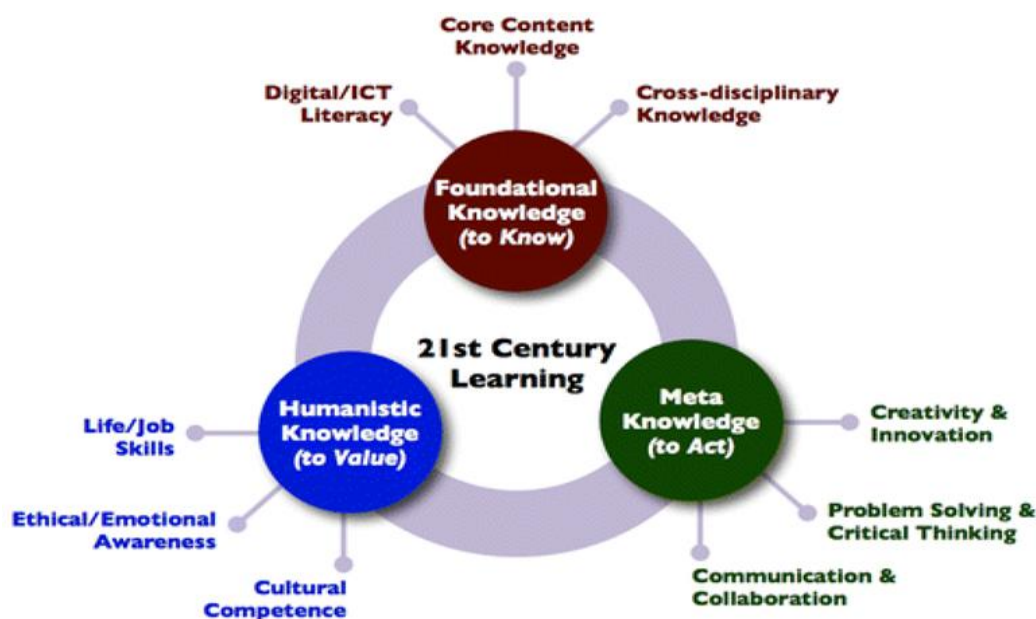 Core Content
Knowledge
Digital/ICT
Literacy
Cross-disciplinary
Knowledge
Foundational
Knowledge
(to Know)
21st Century
Learning
Humanistic
Knowledge
(to Value)
Meta
Knowledge
(to Act)
Life/Job
Skills
Ethical/Emotional
Awareness
Cultural
Competence
Creativity &
Innovation
Problem Solving &
Critical Thinking
Communication &
Collaboration